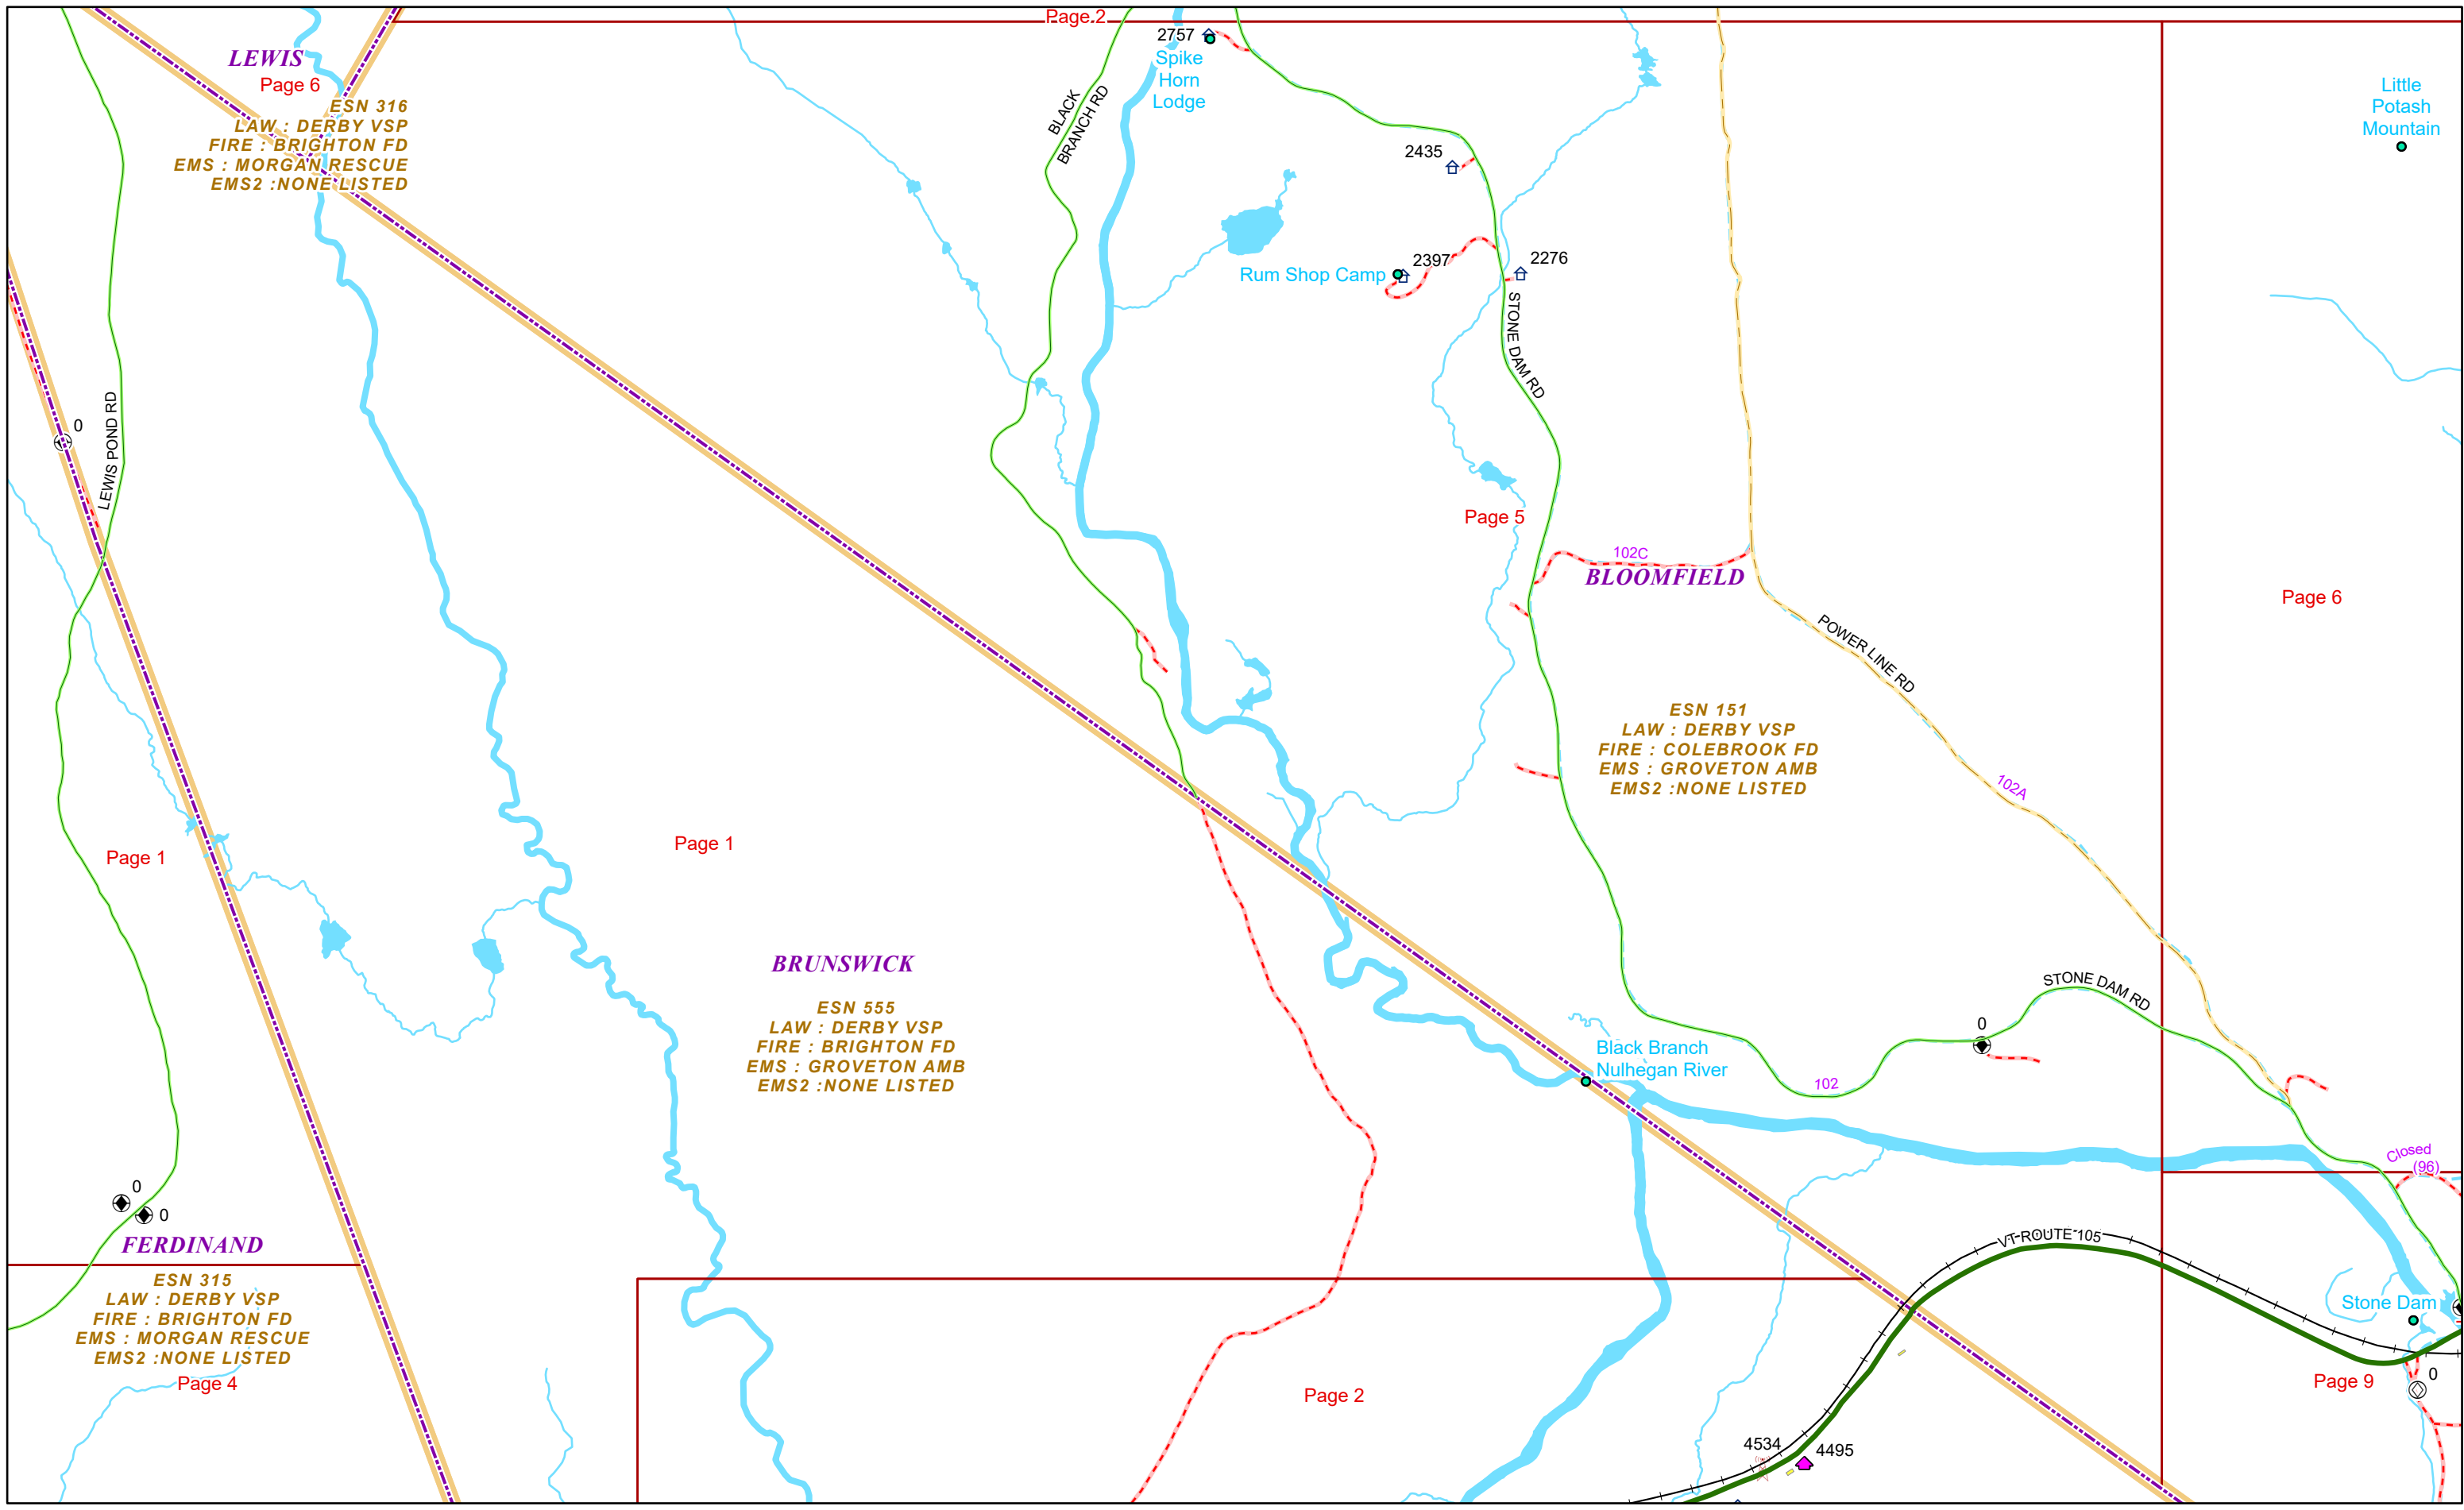 Page 2
2757
Spike
Horn
Lodge
LEWIS
Page 6
ESN 316
LAW : DERBY VSP
FIRE : BRIGHTON FD
EMS : MORGAN RESCUE
EMS2 :NONE LISTED
BLACK
BRANCH RD
Little
Potash
Mountain
2435
2397
2276
Rum Shop Camp
STONE DAM RD
0
LEWIS POND RD
Page 5
102C
BLOOMFIELD
Page 6
POWER LINE RD
ESN 151
LAW : DERBY VSP
FIRE : COLEBROOK FD
EMS : GROVETON AMB
EMS2 :NONE LISTED
102A
Page 1
Page 1
BRUNSWICK
ESN 555
LAW : DERBY VSP
FIRE : BRIGHTON FD
EMS : GROVETON AMB
EMS2 :NONE LISTED
STONE DAM RD
0
Black Branch
Nulhegan River
102
Closed
(96)
0
0
FERDINAND
ESN 315
LAW : DERBY VSP
FIRE : BRIGHTON FD
EMS : MORGAN RESCUE
EMS2 :NONE LISTED
Page 4
VT ROUTE 105
Stone Dam
Page 9
0
Page 2
4534
4495